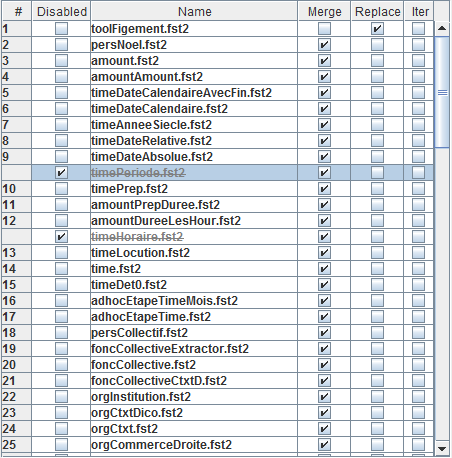 # Disabled Name Merge Replace Iter
1 toolFigement.fst2
2 persNoel.fst2
3 amount.fst2
4 amountAmount.fst2
5 timeDateCalendaireAvecFin.fst2
6 timeDateCalendaire.fst2
7 timeAnneeSiecle.fst2
8 timeDateRelative.fst2
9 timeDateAbsolue.fst2
timePeriode.fst2
10 timePrep.fst2
11 amountPrepDuree.fst2
12 amountDureeLesHour.fst2
timeHoraire.fst2
13 timeLocution.fst2
14 time.fst2
15 timeDet0.fst2
16 adhocEtapeTimeMois.fst2
17 adhocEtapeTime.fst2
18 persCollectif.fst2
19 foncCollectiveExtractor.fst2
20 foncCollective.fst2
21 foncCollectiveCtxtD.fst2
22 orgInstitution.fst2
23 orgCtxtDico.fst2
24 orgCtxt.fst2
25 orgCommerceDroite.fst2